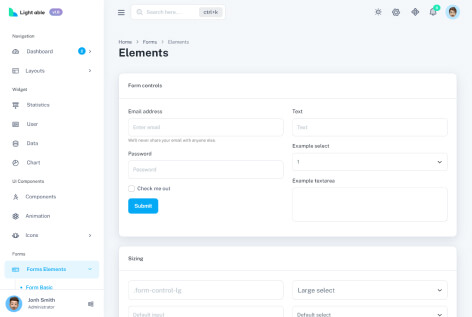 Light able
Search here...
ctrl+k
Navigation
Dashboard
Layouts
Widget
Statistics
User
Data
Chart
UI Components
Components
Animation
Icons
Forms
Forms Elements
Form Basic
Jonh Smith
Administrator
Home > Forms > Elements
Elements
Form controls
Email address
Enter email
We'll never share your email with anyone else.
Password
Password
Check me out
Submit
Text
Text
Example select
1
Example textarea
Sizing
form-control-lg
Large select
Default input
Default select